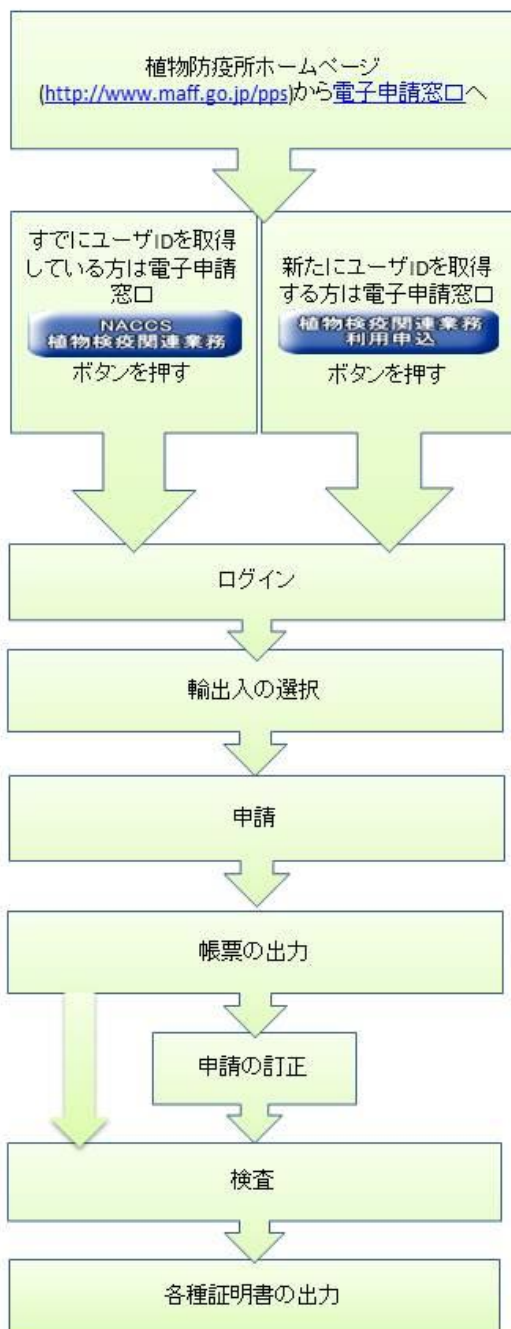 植物防疫所ホームページ
(http://www.maff.go.jp/pps)から電子申請窓口へ
すでにユーザIDを取得
している方は電子申請
窓口
NACCS
植物検疫関連業務
ボタンを押す
新たにユーザIDを取得
する方は電子申請窓口
植物検疫関連業務
利用申込
ボタンを押す
ログイン
輸出入の選択
申請
帳票の出力
申請の訂正
検査
各種証明書の出力